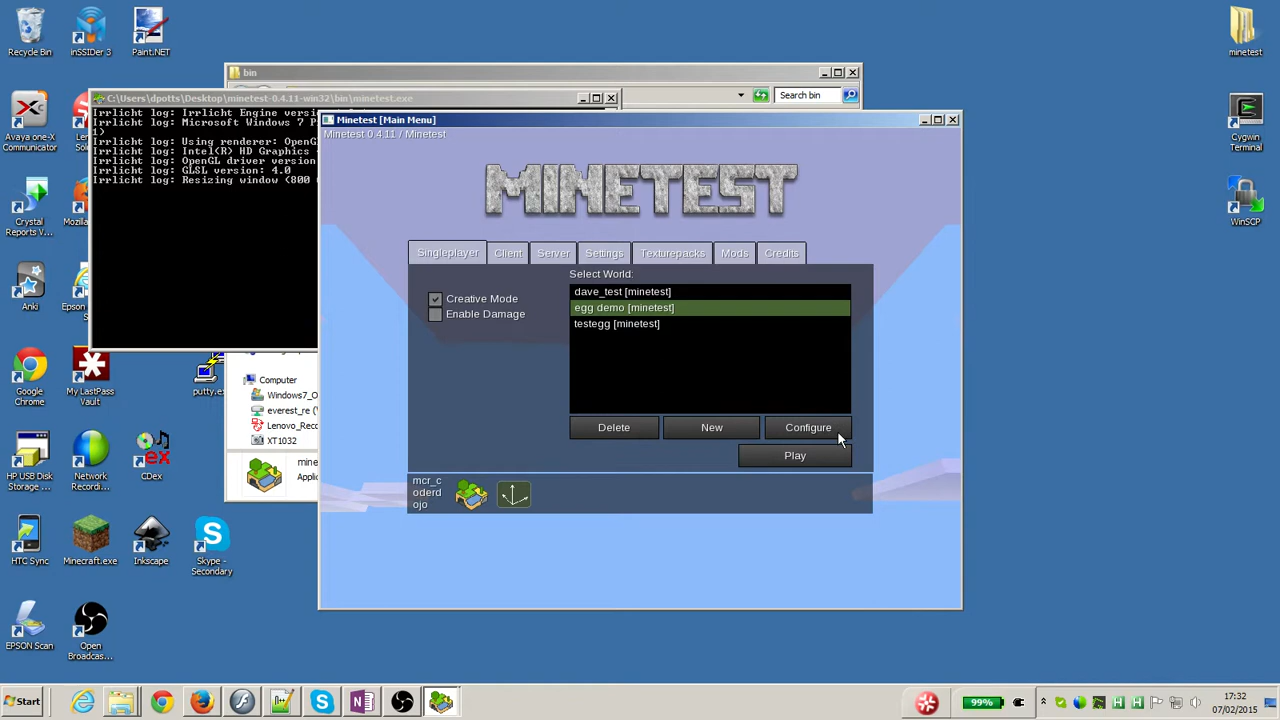 Recycle Bin
inSSIDer 3
Paint.NET
minetest
bin
Search bin
C:\Users\dpotts\Desktop\minetest-0.4.11-win32\bin\minetest.exe
Irrlicht log: Irrlicht Engine versi
Irrlicht log: Microsoft Windows 7 P
1)
Irrlicht log: Using renderer: OpenG
Irrlicht log: Intel(R) HD Graphics
Irrlicht log: OpenGL driver version
Irrlicht log: GLSL version: 4.0
Irrlicht log: Resizing window (800
Minetest [Main Menu]
Minetest 0.4.11 / Minetest
MINETEST
Singleplayer
Client
Server
Settings
Texturepacks
Mods
Credits
Select World:
Creative Mode
Enable Damage
dave_test [minetest]
egg demo [minetest]
testegg [minetest]
Delete
New
Configure
Play
mcr_c
oderd
ojo
Avaya one-X
Communicator
Cygwin
Terminal
Crystal
Reports V...
Mozilla
WinSCP
Anki
Epson
Google
Chrome
My LastPass
Vault
putty.ex
Computer
Windows7_O
everest_re (\
Lenovo_Reco
XT1032
mine
Applic
HP USB Disk
Storage ...
Network
Recordi...
CDex
HTC Sync
Minecraft.exe
Inkscape
Skype -
Secondary
EPSON Scan
Open
Broadcas...
Start
99%
17:32
07/02/2015